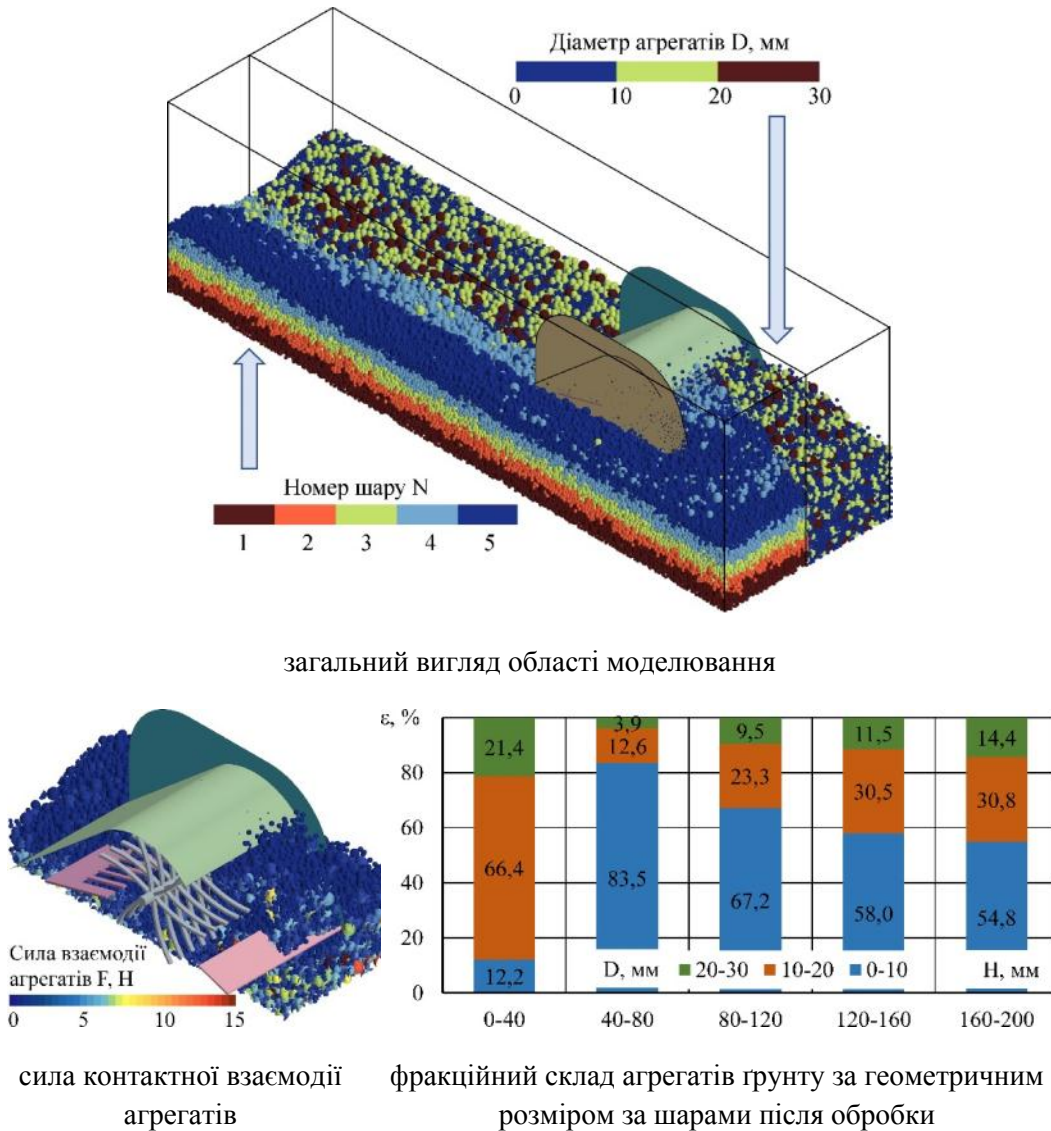 Діаметр агрегатів D, мм
0 10 20 30
Номер шару N
1 2 3 4 5
загальний вигляд області моделювання
Сила взаємодії
агрегатів F, Н
0 5 10 15
сила контактної взаємодії
агрегатів
ε, %
80
60
40
20
0
21,4 3,9 9,5 11,5 14,4
66,4 12,6 23,3 30,5 30,8
12,2 83,5 67,2 58,0 54,8
D, мм 20-30 10-20 0-10 H, мм
0-40 40-80 80-120 120-160 160-200
фракційний склад агрегатів ґрунту за геометричним
розміром за шарами після обробки